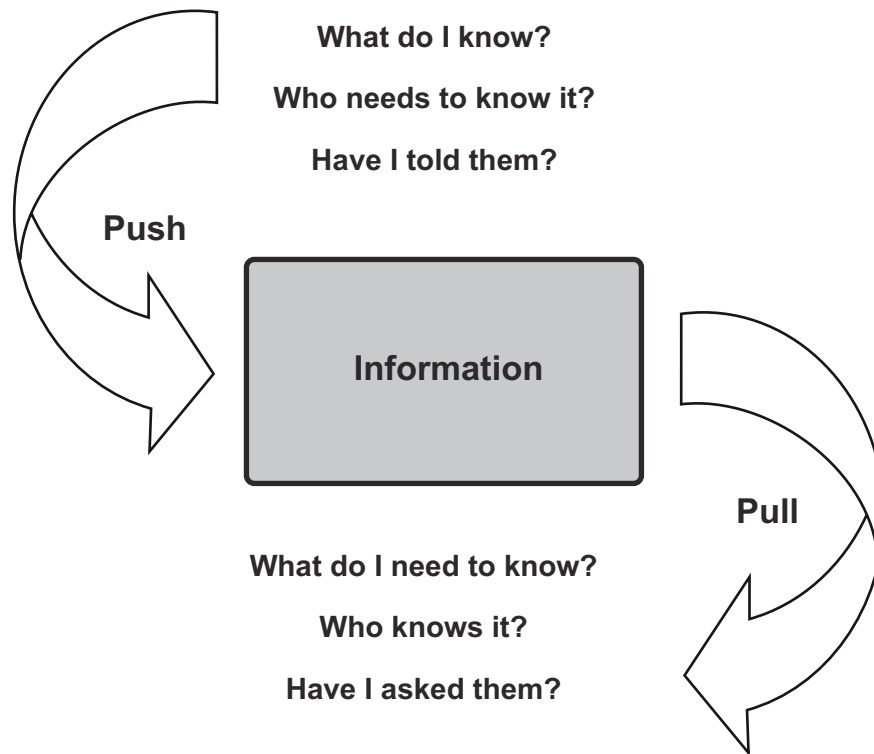 What do I know?
Who needs to know it?
Have I told them?
Push
Information
Pull
What do I need to know?
Who knows it?
Have I asked them?